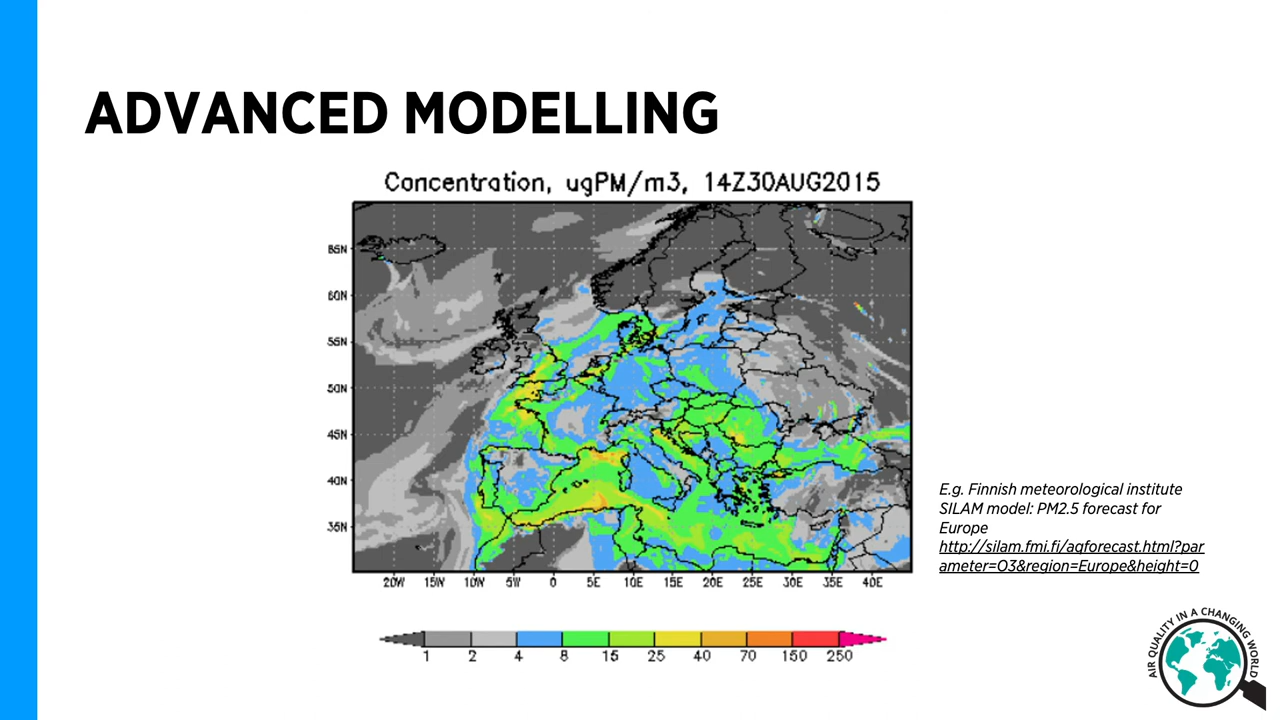 ADVANCED MODELLING
Concentration, ugPM/m3, 14Z30AUG2015
65N
60N
55N
50N
45N
40N
35N
20W 15W 10W 5W 0 5E 10E 15E 20E 25E 30E 35E 40E
1 2 4 8 15 25 40 70 150 250
E.g. Finnish meteorological institute
SILAM model: PM2.5 forecast for
Europe
http://silam.fmi.fi/aqforecast.html?par
ameter=O3&region=Europe&height=0
AIR QUALITY IN A CHANGING WORLD